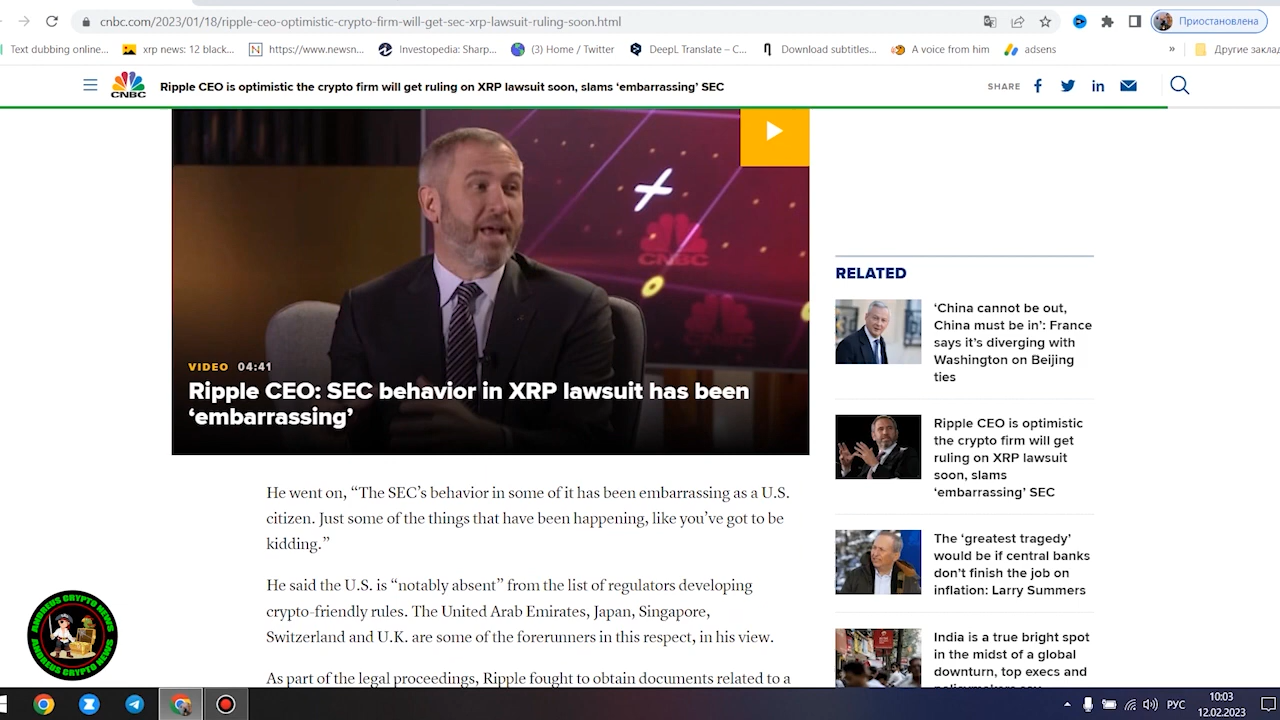 cnbc.com/2023/01/18/ripple-ceo-optimistic-crypto-firm-will-get-sec-xrp-lawsuit-ruling-soon.html
Приостановлена
Text dubbing online...
xrp news: 12 black...
https://www.newsn...
Investopedia: Sharp...
(3) Home / Twitter
DeepL Translate – C...
Download subtitles...
A voice from him
adsens
»
Другие закла
CNBC
Ripple CEO is optimistic the crypto firm will get ruling on XRP lawsuit soon, slams ‘embarrassing’ SEC
SHARE
CNBC
VIDEO 04:41
Ripple CEO: SEC behavior in XRP lawsuit has been
‘embarrassing’
He went on, “The SEC’s behavior in some of it has been embarrassing as a U.S.
citizen. Just some of the things that have been happening, like you’ve got to be
kidding.”
He said the U.S. is “notably absent” from the list of regulators developing
crypto-friendly rules. The United Arab Emirates, Japan, Singapore,
Switzerland and U.K. are some of the forerunners in this respect, in his view.
As part of the legal proceedings, Ripple fought to obtain documents related to a
RELATED
‘China cannot be out,
China must be in’: France
says it’s diverging with
Washington on Beijing
ties
Ripple CEO is optimistic
the crypto firm will get
ruling on XRP lawsuit
soon, slams
‘embarrassing’ SEC
The ‘greatest tragedy’
would be if central banks
don’t finish the job on
inflation: Larry Summers
India is a true bright spot
in the midst of a global
downturn, top execs and
policymakers say
ANDREUS CRYPTO NEWS
ANDREUS CRYPTO NEWS
РУС
10:03
12.02.2023